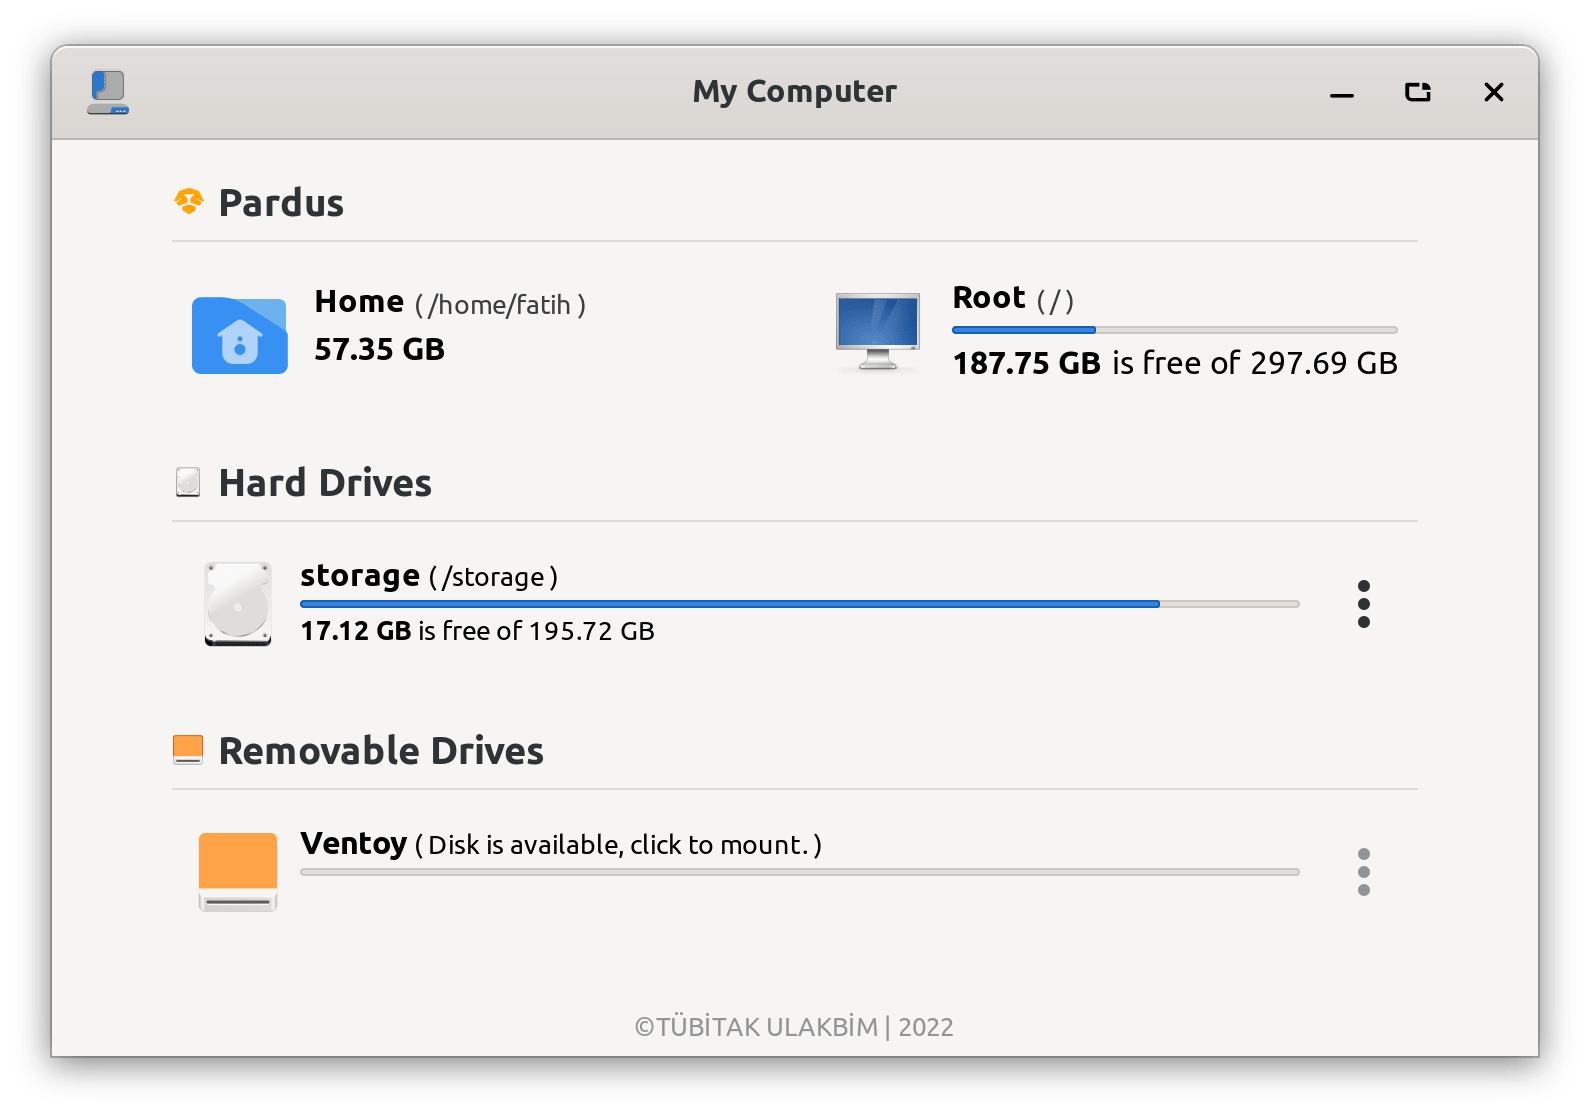 My Computer
Pardus
Home ( /home/fatih )
57.35 GB
Root ( / )
187.75 GB is free of 297.69 GB
Hard Drives
storage ( /storage )
17.12 GB is free of 195.72 GB
Removable Drives
Ventoy ( Disk is available, click to mount. )
©TÜBİTAK ULAKBİM | 2022